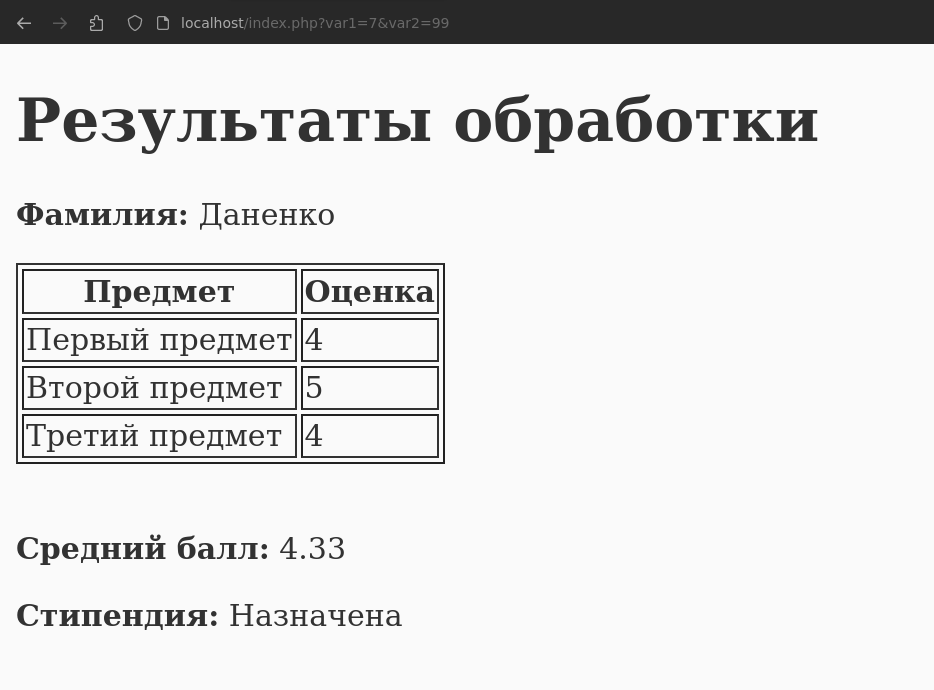 localhost/index.php?var1=7&var2=99
Результаты обработки
Фамилия: Даненко
Предмет Оценка
Первый предмет 4
Второй предмет 5
Третий предмет 4
Средний балл: 4.33
Стипендия: Назначена